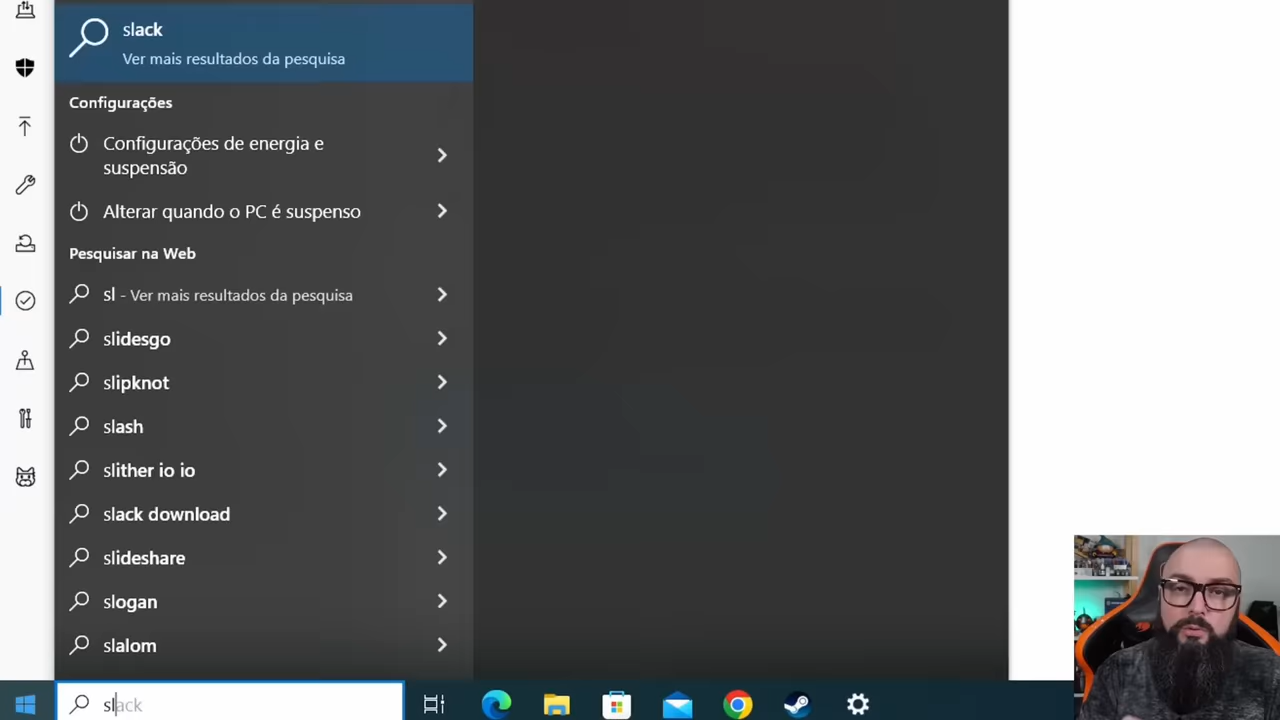 slack
Ver mais resultados da pesquisa
Configurações
Configurações de energia e
suspensão
Alterar quando o PC é suspenso
Pesquisar na Web
sl - Ver mais resultados da pesquisa
slidesgo
slipknot
slash
slither io io
slack download
slideshare
slogan
slalom
slack